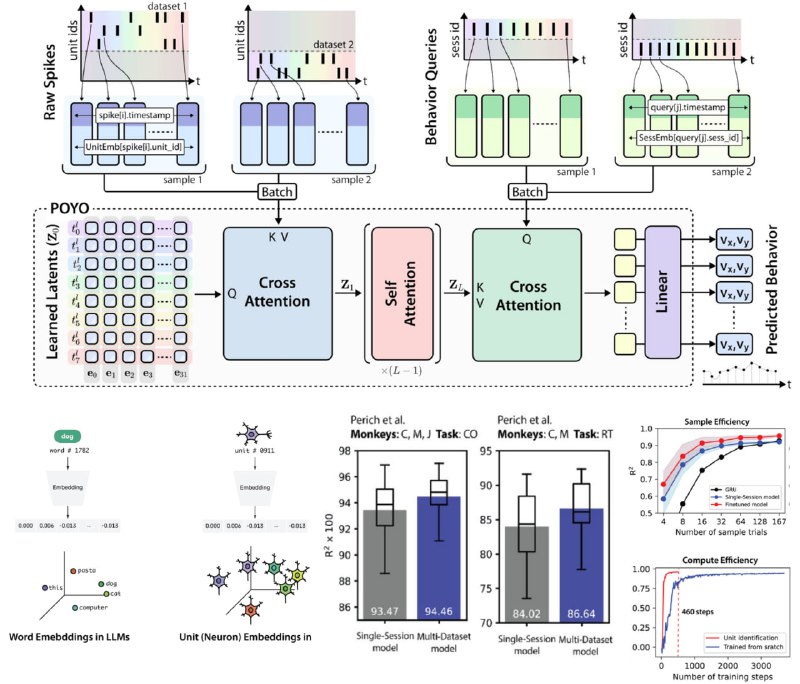 Raw Spikes
unit ids
dataset 1
t
spike[i].timestamp
UnitEmb[spike[i].unit_id]
sample 1
unit ids
dataset 2
t
sample 2
Batch
Behavior Queries
sess id
t
sample 1
sess id
t
query[j].timestamp
SessEmb[query[j].sess_id]
sample 2
Batch
POYO
Learned Latents (Z0)
t^l_0
t^l_1
t^l_2
t^l_3
t^l_4
t^l_5
t^l_6
t^l_7
e0 e1 e2 e3 e31
Q
K V
Cross
Attention
Z1
Self
Attention
×(L − 1)
ZL
Q
K
V
Cross
Attention
Linear
Vx,Vy
Vx,Vy
Vx,Vy
Vx,Vy
Predicted Behavior
t
dog
word # 1782
Embedding
0.000 0.006 -0.013 -- -0.013
pasta
this
dog
cat
computer
Word Emebddings in LLMs
unit # 0911
Embedding
0.000 0.006 -0.013 -- -0.013
Unit (Neuron) Embeddings in
Perich et al.
Monkeys: C, M, J Task: CO
R² × 100
98
96
94
92
90
88
86
93.47
94.46
Single-Session
model
Multi-Dataset
model
Perich et al.
Monkeys: C, M Task: RT
95
90
85
80
75
70
84.02
86.64
Single-Session
model
Multi-Dataset
model
Sample Efficiency
R²
1.0
0.9
0.8
0.7
0.6
0.5
GRU
Single-Session model
Finetuned model
4 8 16 32 64 128 167
Number of sample trials
Compute Efficiency
1.00
0.75
0.50
0.25
0.00
460 steps
Unit identification
Trained from sratch
0 1000 2000 3000
Number of training steps